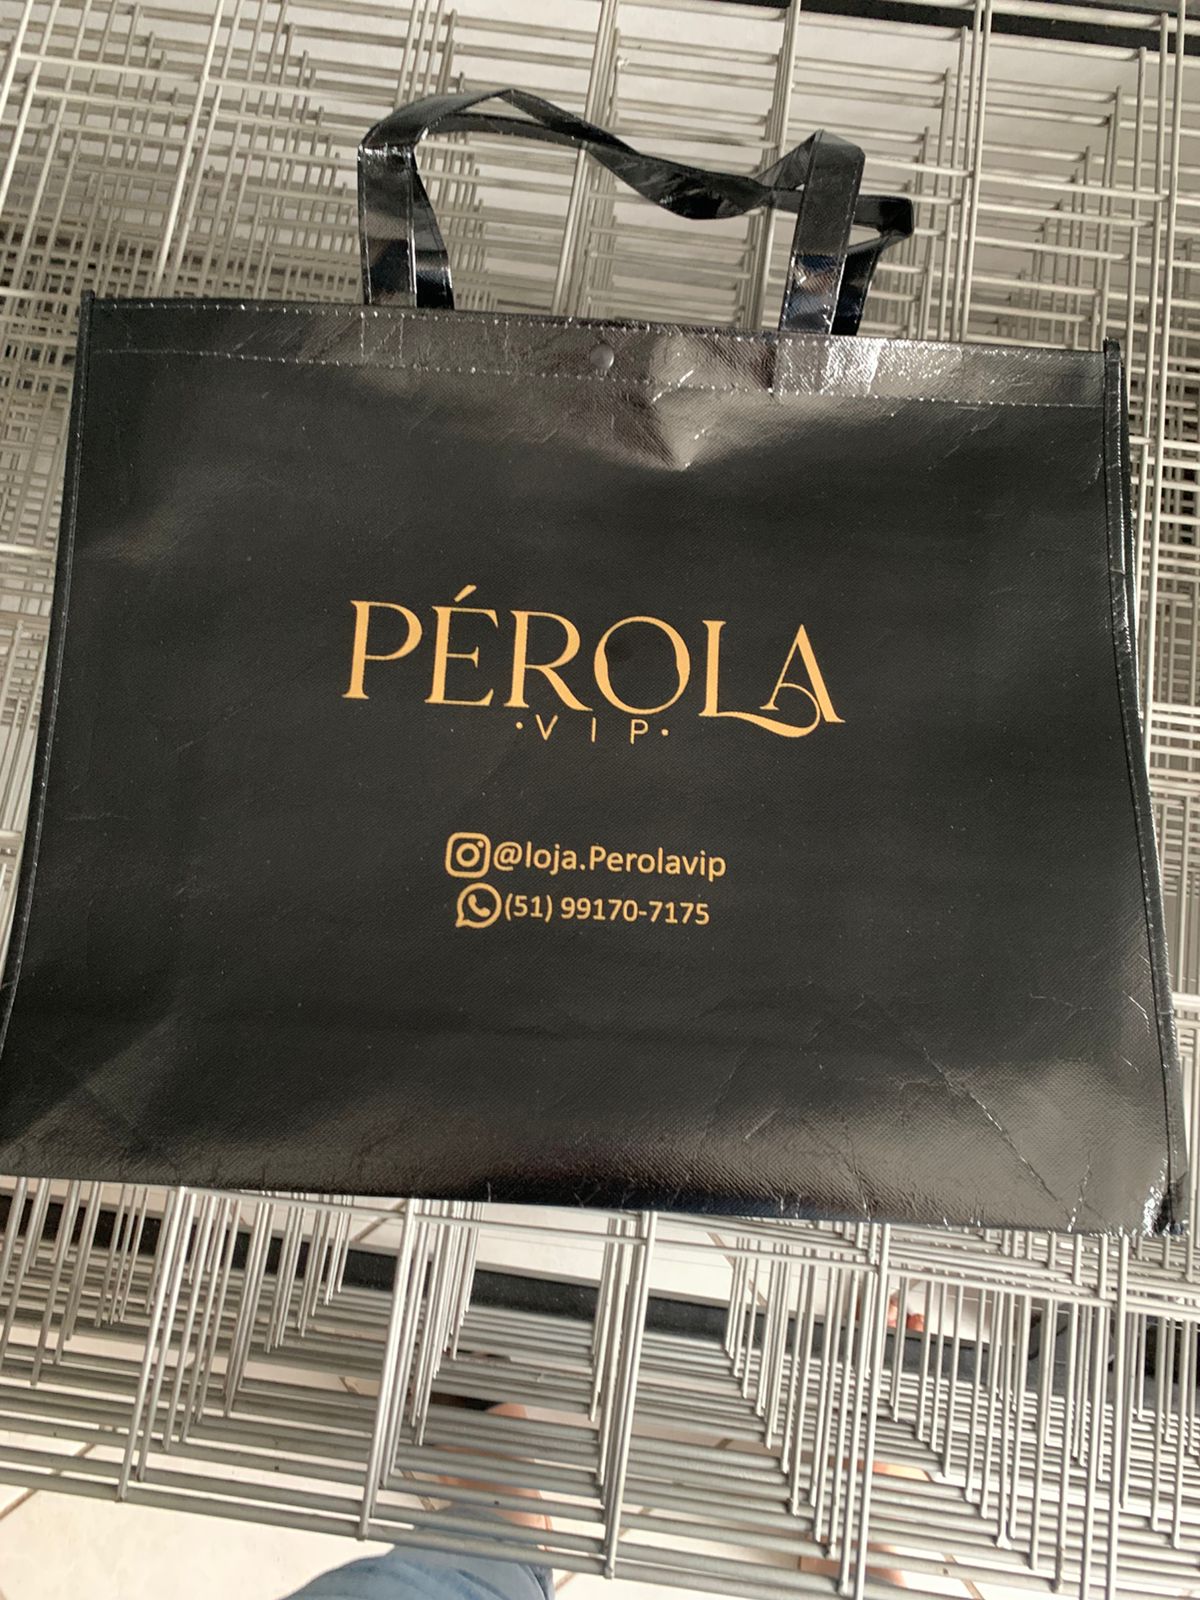 PÉROLA
·VIP·
@loja.Perolavip
(51) 99170-7175